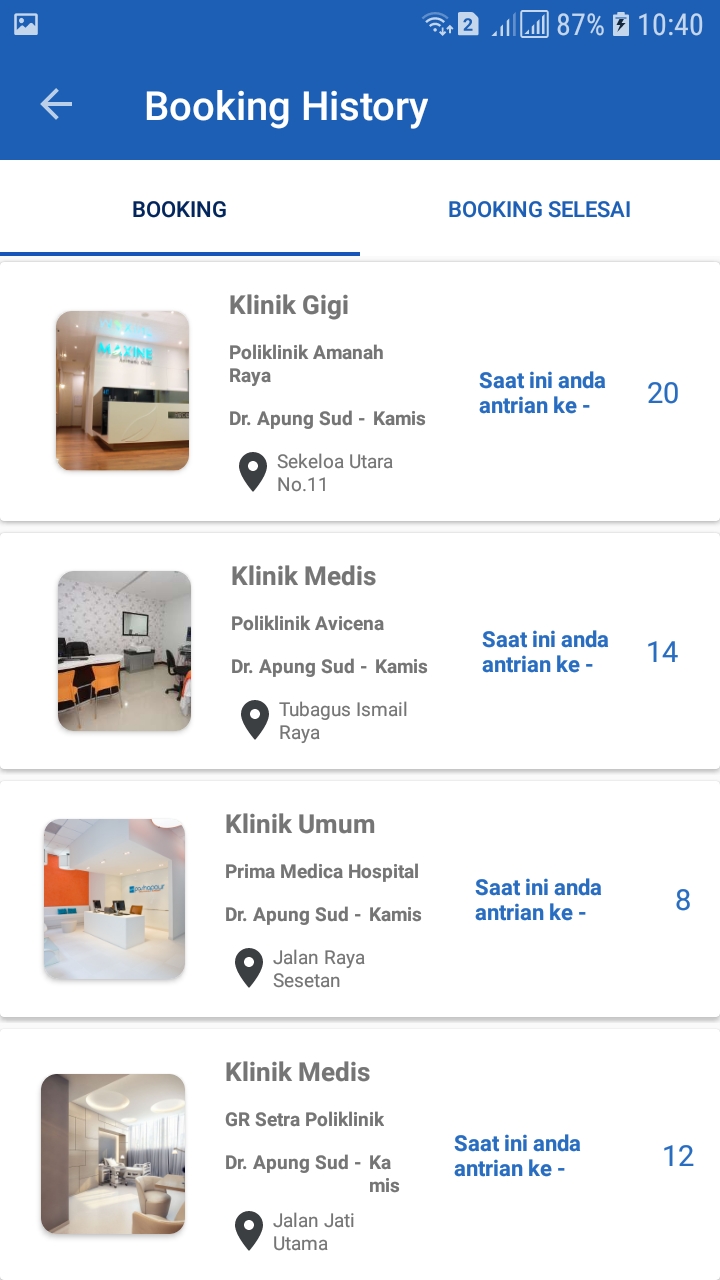 2 87% 10:40
Booking History
BOOKING BOOKING SELESAI
Klinik Gigi
Poliklinik Amanah
Raya
Dr. Apung Sud - Kamis
Sekeloa Utara
No.11
Saat ini anda
antrian ke -
20
MAXINE
Klinik Medis
Poliklinik Avicena
Dr. Apung Sud - Kamis
Tubagus Ismail
Raya
Saat ini anda
antrian ke -
14
Klinik Umum
Prima Medica Hospital
Dr. Apung Sud - Kamis
Jalan Raya
Sesetan
Saat ini anda
antrian ke -
8
Klinik Medis
GR Setra Poliklinik
Dr. Apung Sud - Ka
mis
Jalan Jati
Utama
Saat ini anda
antrian ke -
12